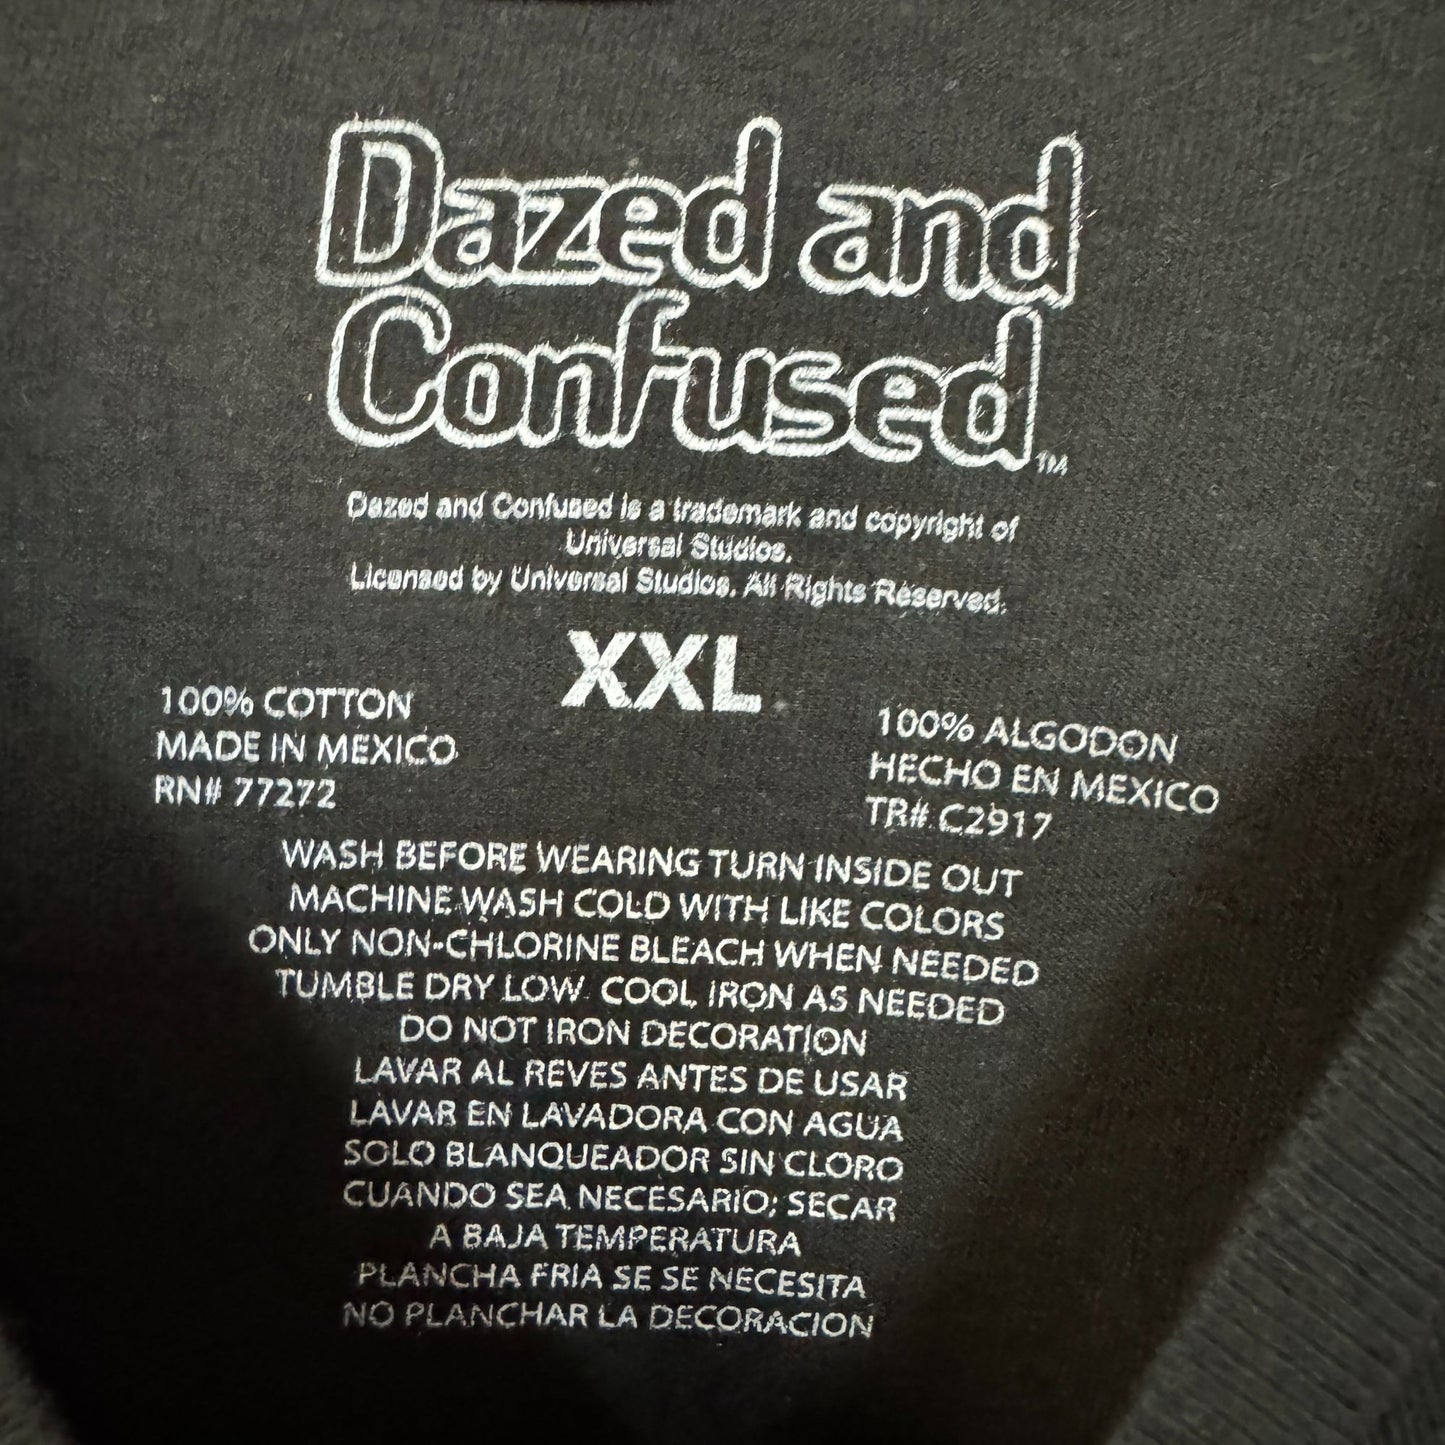 Dazed and
Confused™
Dazed and Confused is a trademark and copyright of
Universal Studios.
Licensed by Universal Studios. All Rights Reserved.
XXL
100% COTTON
MADE IN MEXICO
RN# 77272
100% ALGODON
HECHO EN MEXICO
TR# C2917
WASH BEFORE WEARING TURN INSIDE OUT
MACHINE WASH COLD WITH LIKE COLORS
ONLY NON-CHLORINE BLEACH WHEN NEEDED
TUMBLE DRY LOW. COOL IRON AS NEEDED
DO NOT IRON DECORATION
LAVAR AL REVES ANTES DE USAR
LAVAR EN LAVADORA CON AGUA
SOLO BLANQUEADOR SIN CLORO
CUANDO SEA NECESARIO; SECAR
A BAJA TEMPERATURA
PLANCHA FRIA SE SE NECESITA
NO PLANCHAR LA DECORACION